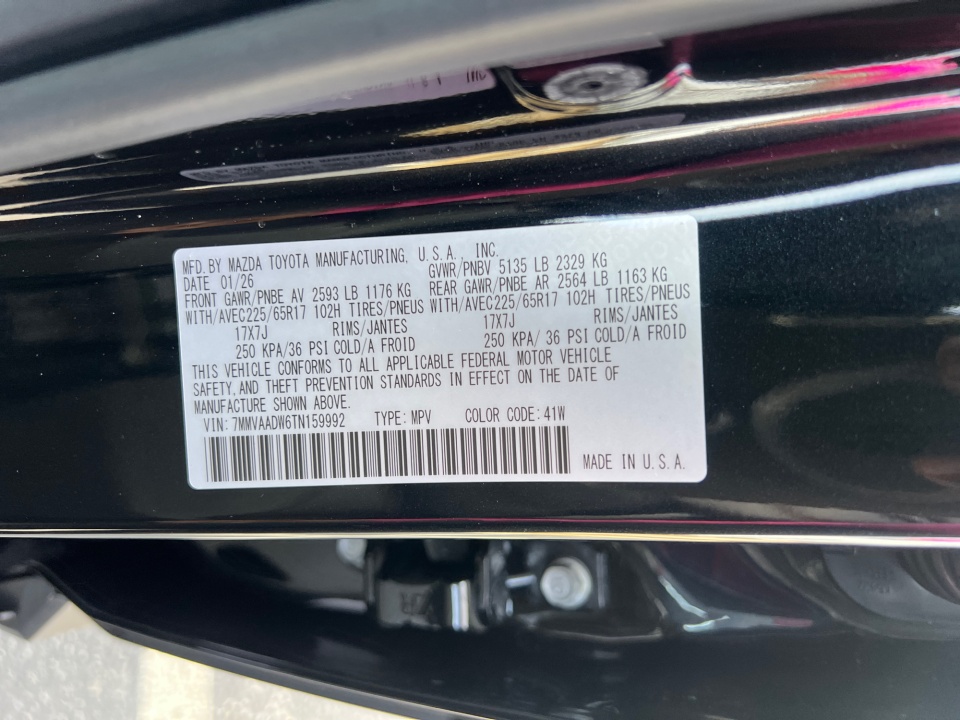 MFD. BY MAZDA TOYOTA MANUFACTURING, U.S.A., INC.
DATE 01/26 GVWR/PNBV 5135 LB 2329 KG
FRONT GAWR/PNBE AV 2593 LB 1176 KG REAR GAWR/PNBE AR 2564 LB 1163 KG
WITH/AVEC225/65R17 102H TIRES/PNEUS WITH/AVEC225/65R17 102H TIRES/PNEUS
17X7J RIMS/JANTES 17X7J RIMS/JANTES
250 KPA/36 PSI COLD/A FROID 250 KPA/ 36 PSI COLD/A FROID
THIS VEHICLE CONFORMS TO ALL APPLICABLE FEDERAL MOTOR VEHICLE
SAFETY, AND THEFT PREVENTION STANDARDS IN EFFECT ON THE DATE OF
MANUFACTURE SHOWN ABOVE.
VIN: 7MMVAADW6TN159992 TYPE: MPV COLOR CODE: 41W
MADE IN U.S.A.